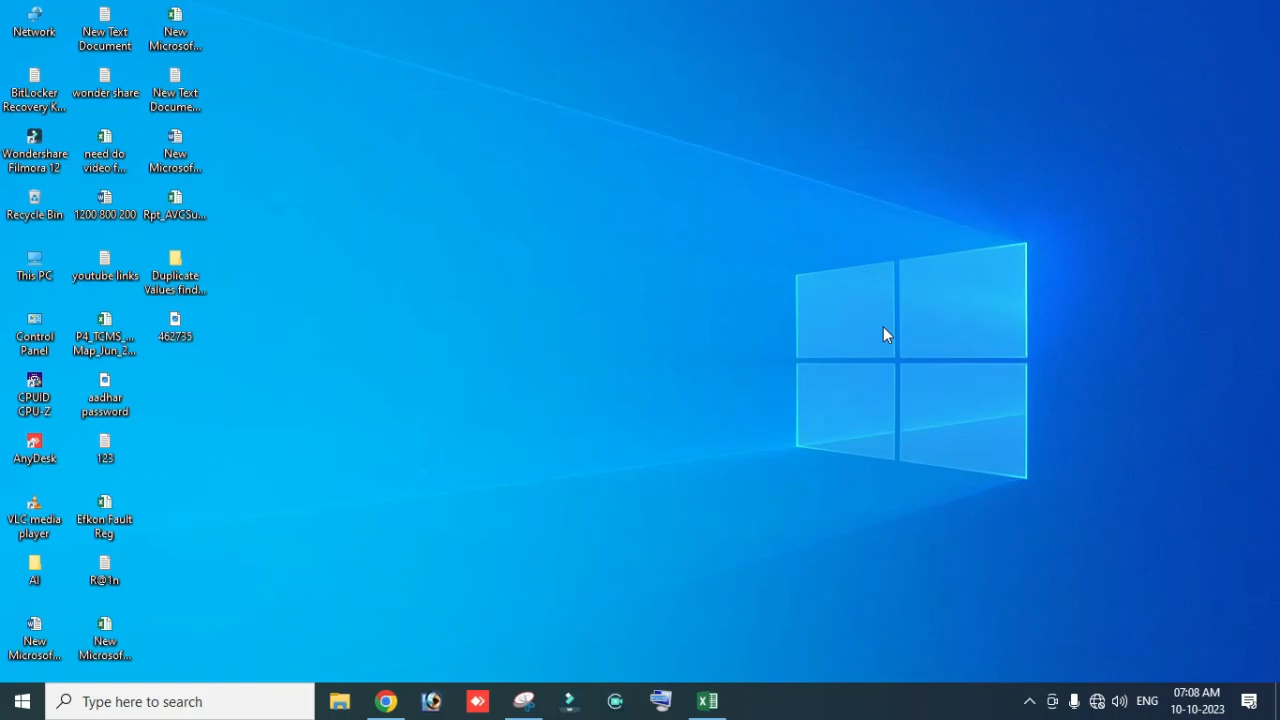 Network
New Text
Document
New
Microsof...
BitLocker
Recovery K...
wonder share
New Text
Docume...
Wondershare
Filmora 12
need do
video f...
New
Microsof...
Recycle Bin
1200 800 200
Rpt_AVCSu...
This PC
youtube links
Duplicate
Values find...
Control
Panel
P4_TCMS_...
Map_Jun_2...
462735
CPUID
CPU-Z
aadhar
password
AnyDesk
123
VLC media
player
Efkon Fault
Reg
AI
R@1n
New
Microsof...
New
Microsof...
Type here to search
ENG
07:08 AM
10-10-2023